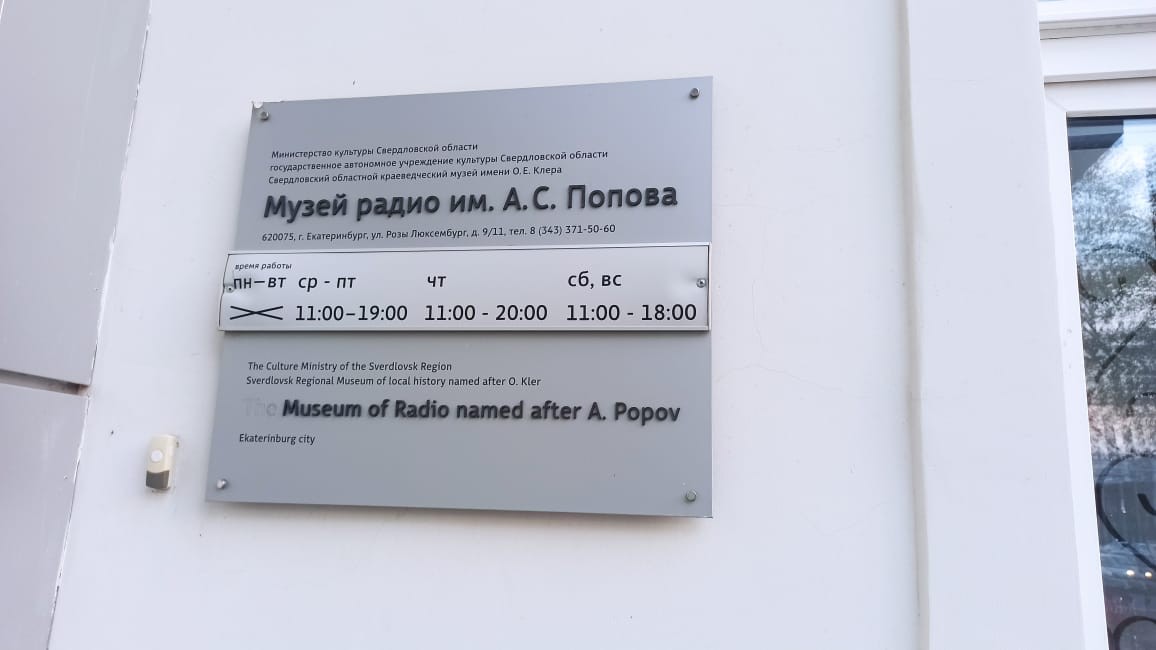 Министерство культуры Свердловской области
государственное автономное учреждение культуры Свердловской области
Свердловский областной краеведческий музей имени О.Е. Клера
Музей радио им. А.С. Попова
620075, г. Екатеринбург, ул. Розы Люксембург, д. 9/11, тел. 8 (343) 371-50-60
время работы
пн–вт ср - пт чт сб, вс
11:00–19:00 11:00 - 20:00 11:00 - 18:00
The Culture Ministry of the Sverdlovsk Region
Sverdlovsk Regional Museum of local history named after O. Kler
The Museum of Radio named after A. Popov
Ekaterinburg city